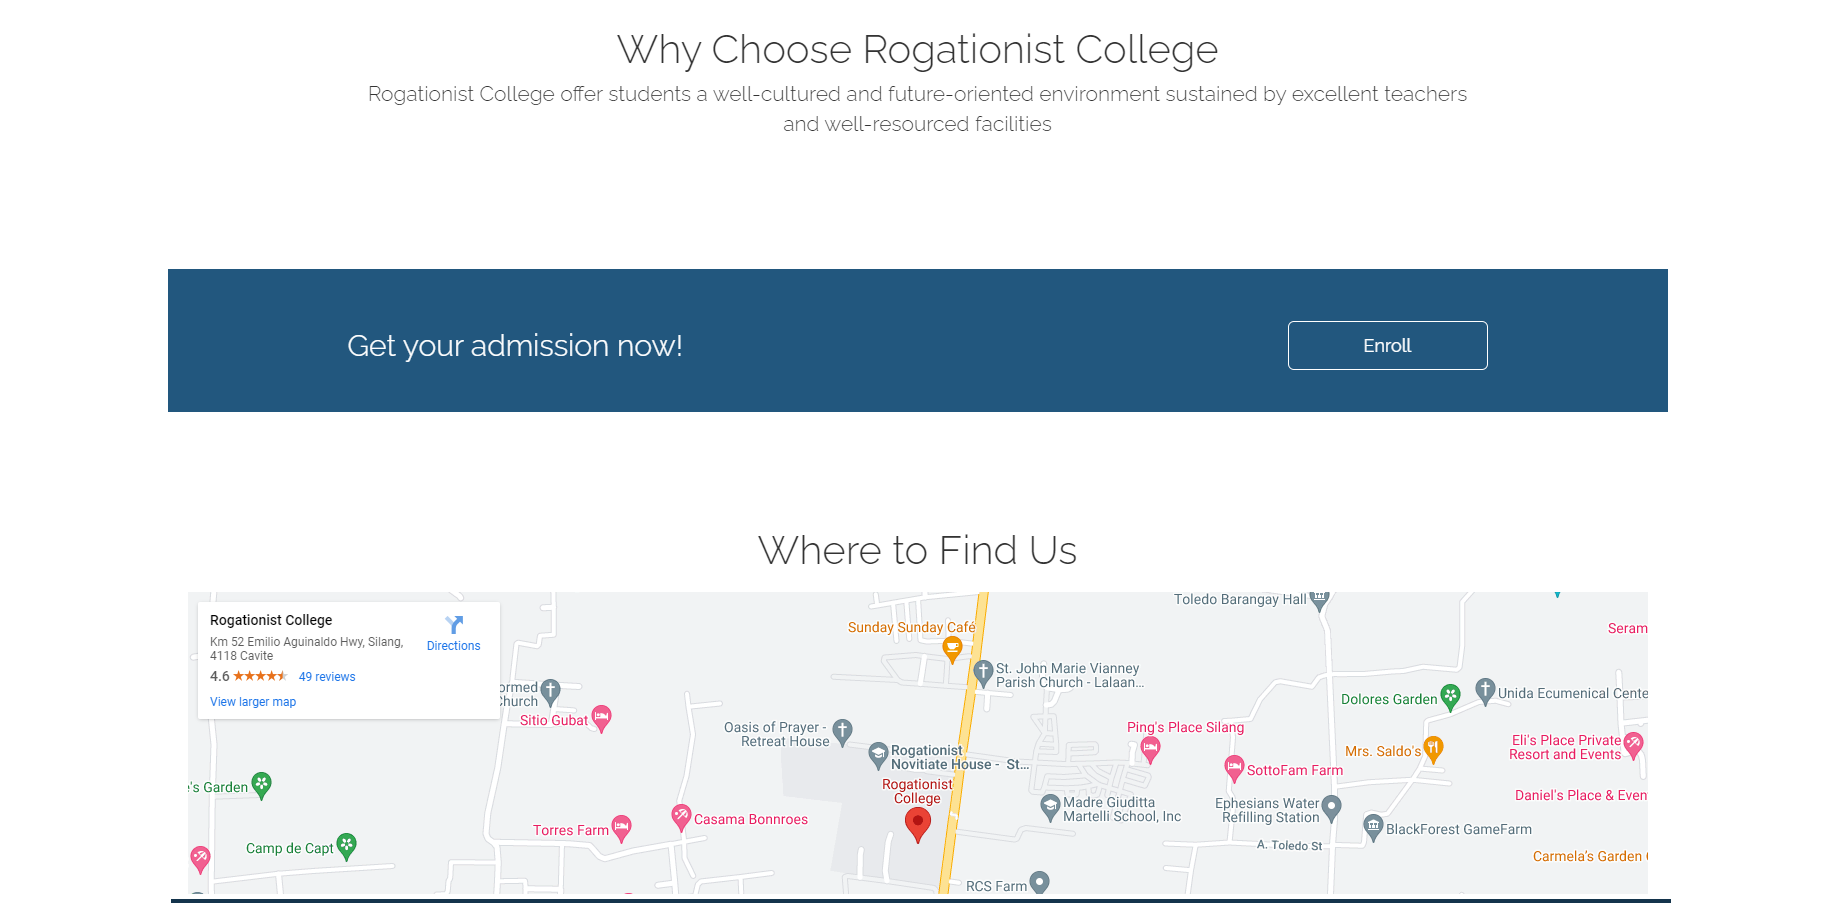 Why Choose Rogationist College
Rogationist College offer students a well-cultured and future-oriented environment sustained by excellent teachers
and well-resourced facilities
Get your admission now!
Enroll
Where to Find Us
Rogationist College
Km 52 Emilio Aguinaldo Hwy, Silang,
4118 Cavite
4.6
49 reviews
View larger map
Directions
Toledo Barangay Hall
Sunday Sunday Café
Seram
St. John Marie Vianney
Parish Church - Lalaan...
ormed
Church
Sitio Gubat
Dolores Garden
Unida Ecumenical Cente
Oasis of Prayer -
Retreat House
Ping's Place Silang
Rogationist
Novitiate House - St...
Mrs. Saldo's
Eli's Place Private
Resort and Events
SottoFam Farm
Rogationist
College
e's Garden
Madre Giuditta
Martelli School, Inc
Ephesians Water
Refilling Station
Daniel's Place & Even
Casama Bonnroes
Torres Farm
BlackForest GameFarm
Camp de Capt
A. Toledo St
Carmela's Garden
RCS Farm